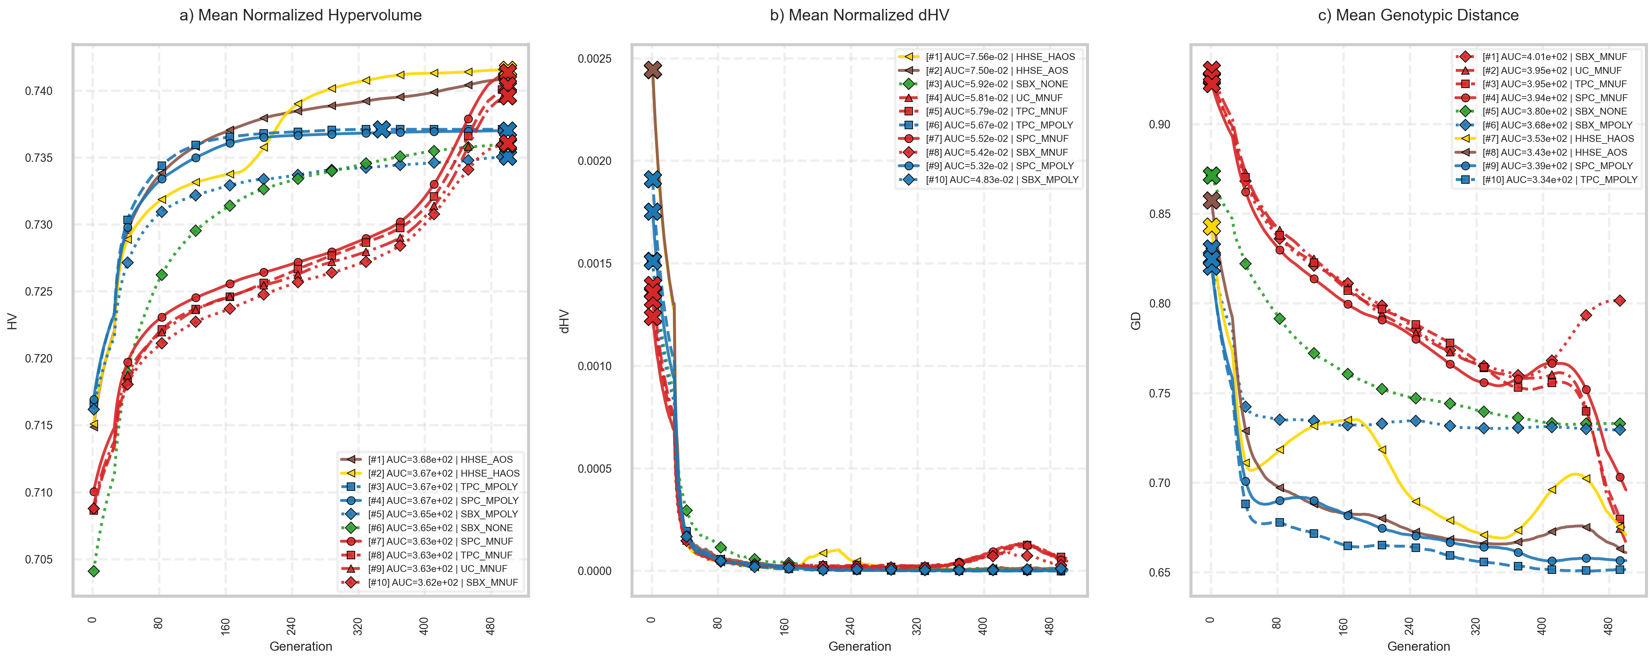 a) Mean Normalized Hypervolume
HV
0.740
0.735
0.730
0.725
0.720
0.715
0.710
0.705
[#1] AUC=3.68e+02 | HHSE_AOS
[#2] AUC=3.67e+02 | HHSE_HAOS
[#3] AUC=3.67e+02 | TPC_MPOLY
[#4] AUC=3.67e+02 | SPC_MPOLY
[#5] AUC=3.65e+02 | SBX_MPOLY
[#6] AUC=3.65e+02 | SBX_NONE
[#7] AUC=3.63e+02 | SPC_MNUF
[#8] AUC=3.63e+02 | TPC_MNUF
[#9] AUC=3.63e+02 | UC_MNUF
[#10] AUC=3.62e+02 | SBX_MNUF
0
80
160
240
320
400
480
Generation
b) Mean Normalized dHV
dHV
0.0025
0.0020
0.0015
0.0010
0.0005
0.0000
[#1] AUC=7.56e-02 | HHSE_HAOS
[#2] AUC=7.50e-02 | HHSE_AOS
[#3] AUC=5.92e-02 | SBX_NONE
[#4] AUC=5.81e-02 | UC_MNUF
[#5] AUC=5.79e-02 | TPC_MNUF
[#6] AUC=5.67e-02 | TPC_MPOLY
[#7] AUC=5.52e-02 | SPC_MNUF
[#8] AUC=5.42e-02 | SBX_MNUF
[#9] AUC=5.32e-02 | SPC_MPOLY
[#10] AUC=4.83e-02 | SBX_MPOLY
0
80
160
240
320
400
480
Generation
c) Mean Genotypic Distance
GD
0.90
0.85
0.80
0.75
0.70
0.65
[#1] AUC=4.01e+02 | SBX_MNUF
[#2] AUC=3.95e+02 | UC_MNUF
[#3] AUC=3.95e+02 | TPC_MNUF
[#4] AUC=3.94e+02 | SPC_MNUF
[#5] AUC=3.80e+02 | SBX_NONE
[#6] AUC=3.68e+02 | SBX_MPOLY
[#7] AUC=3.53e+02 | HHSE_HAOS
[#8] AUC=3.43e+02 | HHSE_AOS
[#9] AUC=3.39e+02 | SPC_MPOLY
[#10] AUC=3.34e+02 | TPC_MPOLY
0
80
160
240
320
400
480
Generation